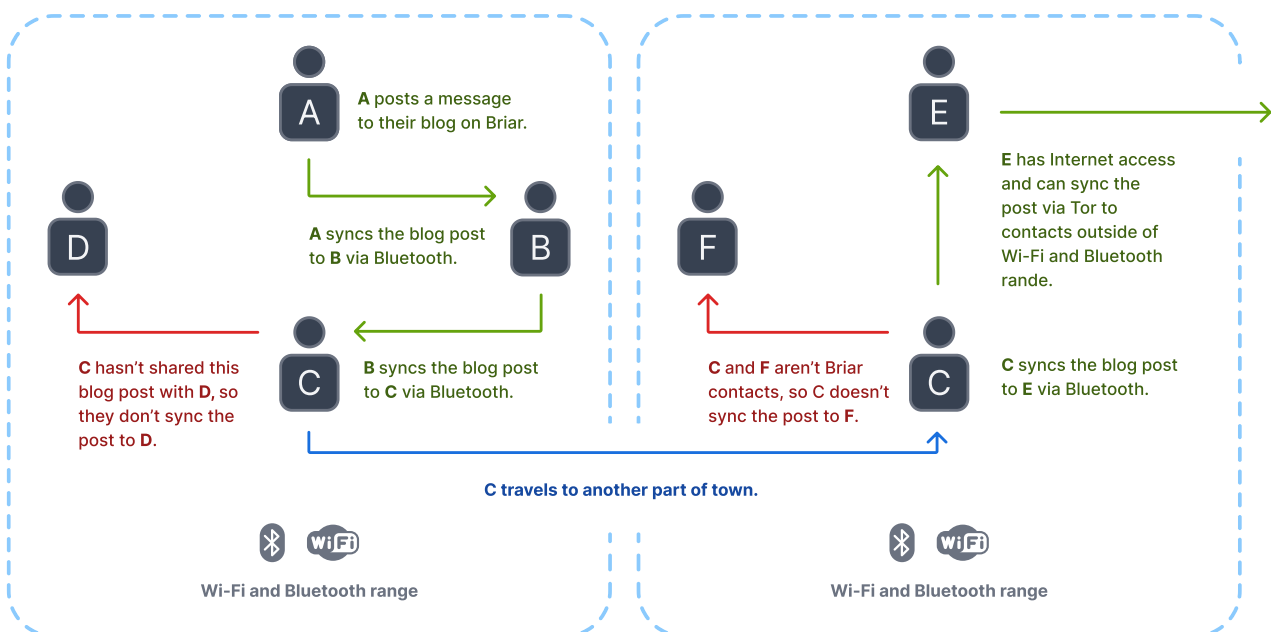 A
A posts a message
to their blog on Briar.
D
A syncs the blog post
to B via Bluetooth.
B
C hasn't shared this
blog post with D, so
they don't sync the
post to D.
C
B syncs the blog post
to C via Bluetooth.
E
E has Internet access
and can sync the
post via Tor to
contacts outside of
Wi-Fi and Bluetooth
rande.
F
C and F aren't Briar
contacts, so C doesn't
sync the post to F.
C
C syncs the blog post
to E via Bluetooth.
C travels to another part of town.
WiFi
Wi-Fi and Bluetooth range
WiFi
Wi-Fi and Bluetooth range